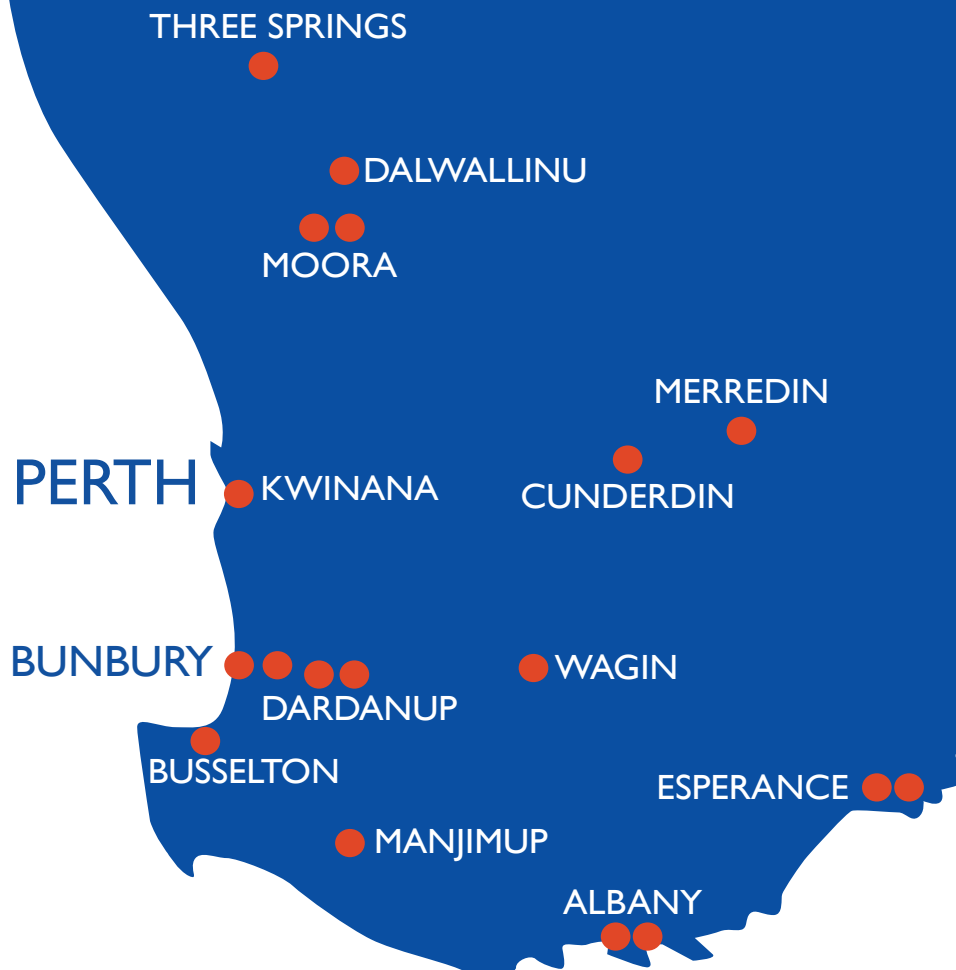 THREE SPRINGS
DALWALLINU
MOORA
MERREDIN
PERTH
KWINANA
CUNDERDIN
BUNBURY
WAGIN
DARDANUP
BUSSELTON
ESPERANCE
MANJIMUP
ALBANY